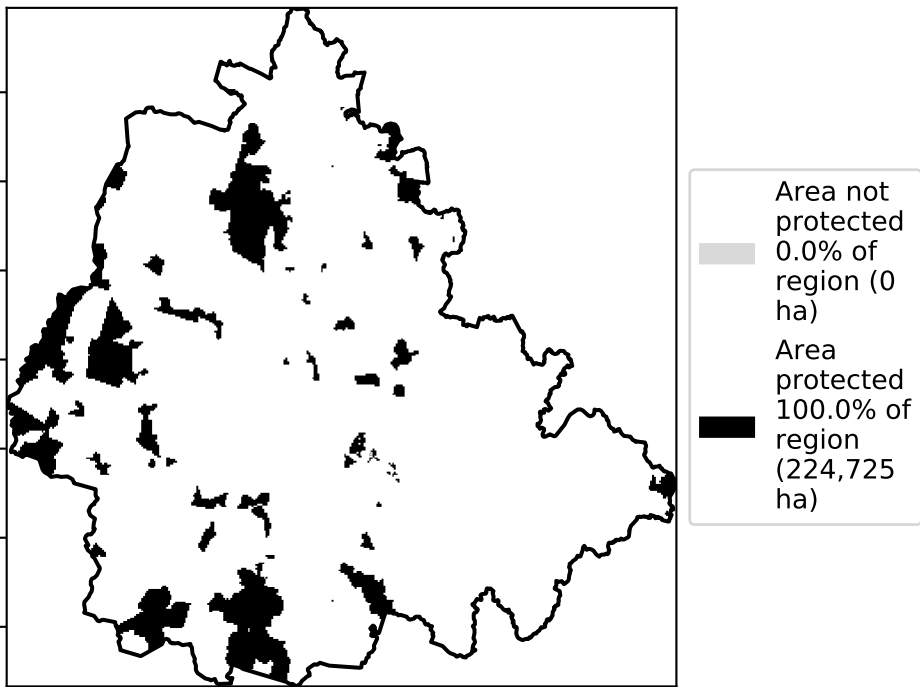 Area not
protected
0.0% of
region (0
ha)
Area
protected
100.0% of
region
(224,725
ha)